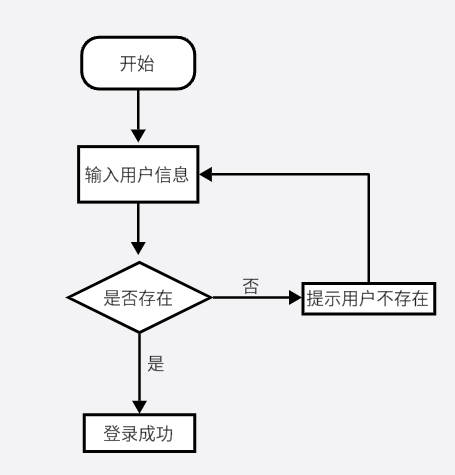 开始
输入用户信息
是否存在
否
提示用户不存在
是
登录成功